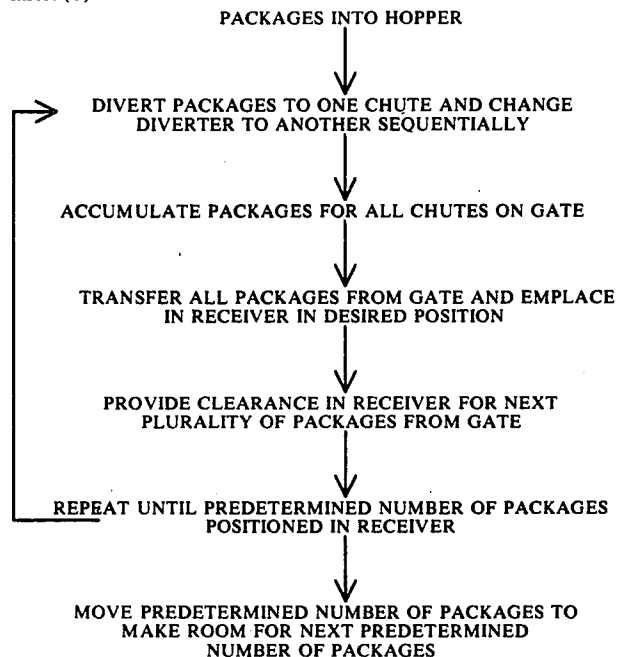 PACKAGES INTO HOPPER
DIVERT PACKAGES TO ONE CHUTE AND CHANGE
DIVERTER TO ANOTHER SEQUENTIALLY
ACCUMULATE PACKAGES FOR ALL CHUTES ON GATE
TRANSFER ALL PACKAGES FROM GATE AND EMPLACE
IN RECEIVER IN DESIRED POSITION
PROVIDE CLEARANCE IN RECEIVER FOR NEXT
PLURALITY OF PACKAGES FROM GATE
REPEAT UNTIL PREDETERMINED NUMBER OF PACKAGES
POSITIONED IN RECEIVER
MOVE PREDETERMINED NUMBER OF PACKAGES TO
MAKE ROOM FOR NEXT PREDETERMINED
NUMBER OF PACKAGES